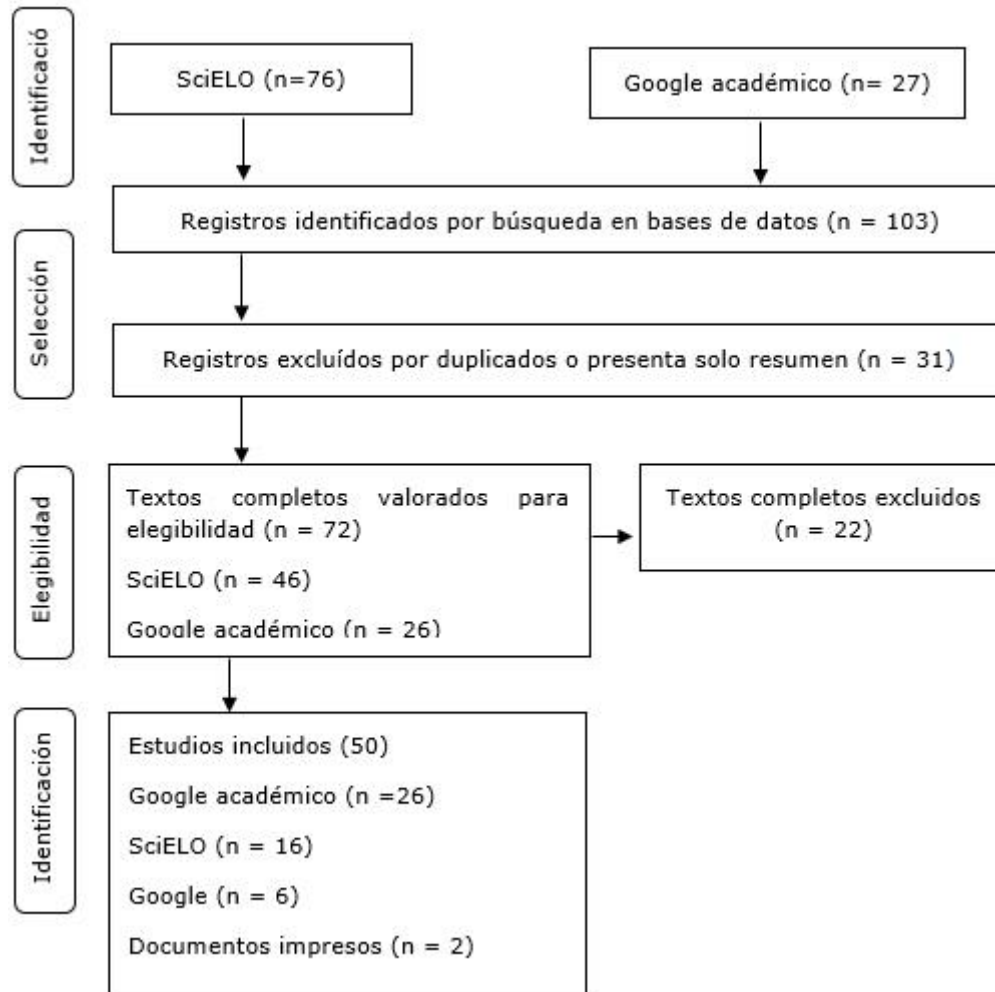 Identificació
SciELO (n=76)
Google académico (n= 27)
Registros identificados por búsqueda en bases de datos (n = 103)
Selección
Registros excluídos por duplicados o presenta solo resumen (n = 31)
Elegibilidad
Textos completos valorados para
elegibilidad (n = 72)
SciELO (n = 46)
Google académico (n = 26)
Textos completos excluidos
(n = 22)
Identificación
Estudios incluidos (50)
Google académico (n =26)
SciELO (n = 16)
Google (n = 6)
Documentos impresos (n = 2)